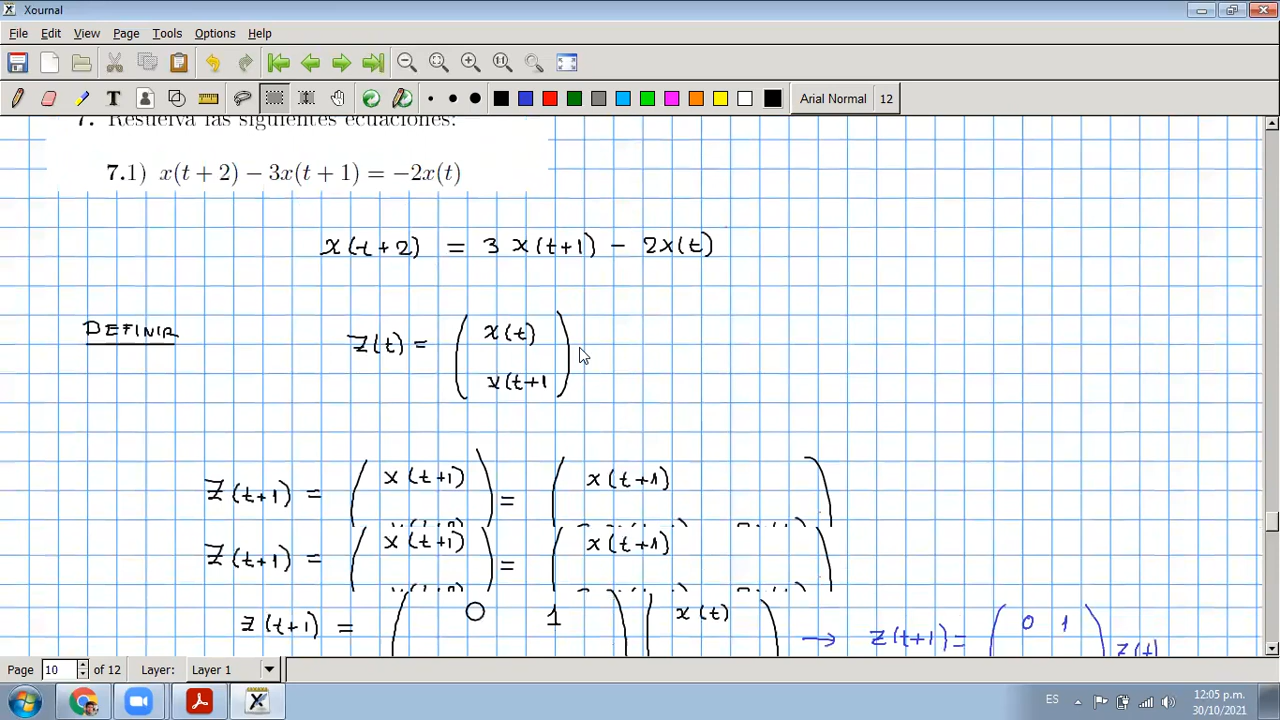 Xournal
File Edit View Page Tools Options Help
Arial Normal 12
7. Resuelva las siguientes ecuaciones:
7.1) x(t + 2) − 3x(t + 1) = −2x(t)
x(t+2) = 3 x(t+1) - 2x(t)
DEFINIR
Z(t) = ( x(t)
x(t+1 )
Z(t+1) = ( x(t+1) ) = ( x(t+1) )
Z(t+1) = ( x(t+1) ) = ( x(t+1) )
Z(t+1) = ( 0 1 ) ( x(t) ) → Z(t+1) = ( 0 1 ) Z(t)
Page 10 of 12 Layer: Layer 1
ES 12:05 p.m.
30/10/2021